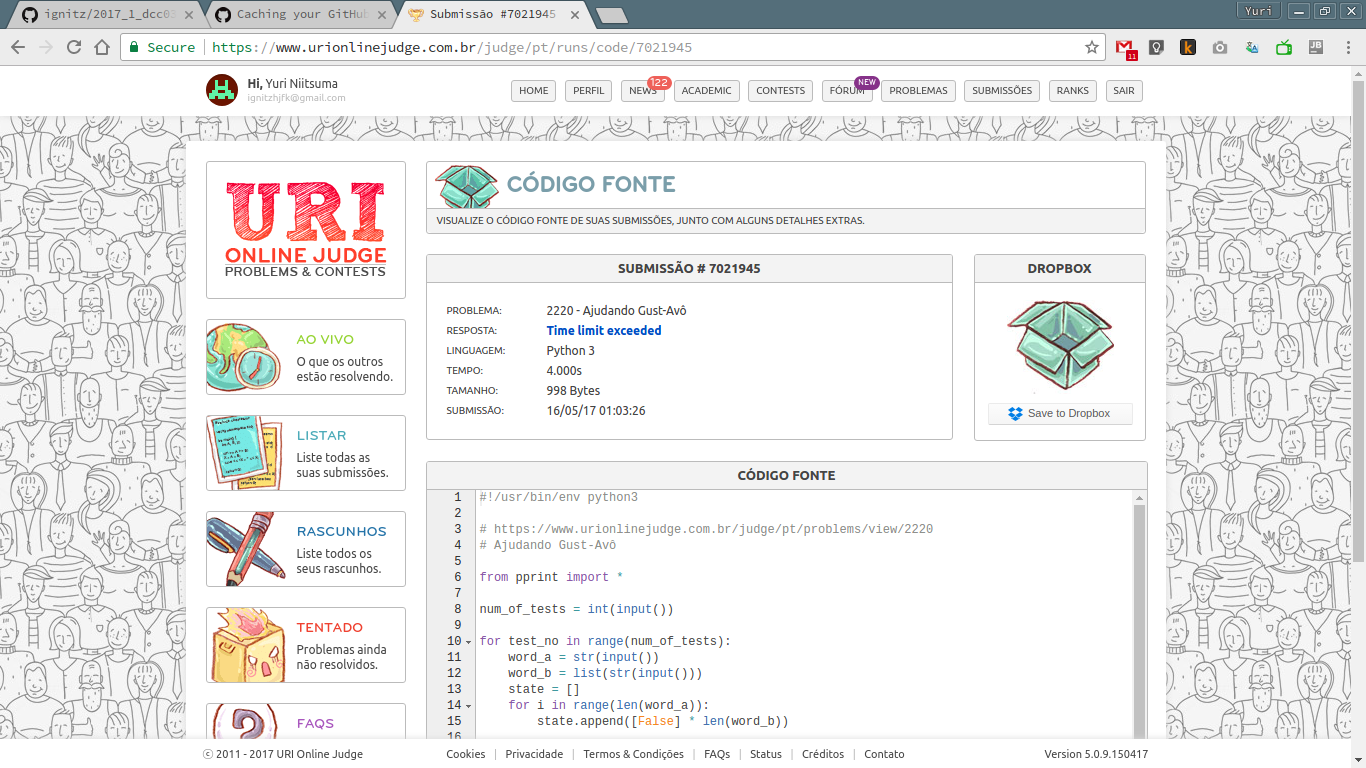 ignitz/2017_1_dcc03
Caching your GitHub
Submissão #7021945
Yuri
Secure
https://www.urionlinejudge.com.br/judge/pt/runs/code/7021945
11
Hi, Yuri Niitsuma
ignitzhjfk@gmail.com
HOME
PERFIL
NEWS
122
ACADEMIC
CONTESTS
FÓRUM
NEW
PROBLEMAS
SUBMISSÕES
RANKS
SAIR
URI
ONLINE JUDGE
PROBLEMS & CONTESTS
CÓDIGO FONTE
VISUALIZE O CÓDIGO FONTE DE SUAS SUBMISSÕES, JUNTO COM ALGUNS DETALHES EXTRAS.
SUBMISSÃO # 7021945
PROBLEMA: 2220 - Ajudando Gust-Avô
RESPOSTA: Time limit exceeded
LINGUAGEM: Python 3
TEMPO: 4.000s
TAMANHO: 998 Bytes
SUBMISSÃO: 16/05/17 01:03:26
DROPBOX
Save to Dropbox
AO VIVO
O que os outros
estão resolvendo.
LISTAR
Liste todas as
suas submissões.
RASCUNHOS
Liste todos os
seus rascunhos.
TENTADO
Problemas ainda
não resolvidos.
FAQS
CÓDIGO FONTE
1 #!/usr/bin/env python3
2
3 # https://www.urionlinejudge.com.br/judge/pt/problems/view/2220
4 # Ajudando Gust-Avô
5
6 from pprint import *
7
8 num_of_tests = int(input())
9
10 for test_no in range(num_of_tests):
11 word_a = str(input())
12 word_b = list(str(input()))
13 state = []
14 for i in range(len(word_a)):
15 state.append([False] * len(word_b))
16
© 2011 - 2017 URI Online Judge
Cookies | Privacidade | Termos & Condições | FAQs | Status | Créditos | Contato
Version 5.0.9.150417